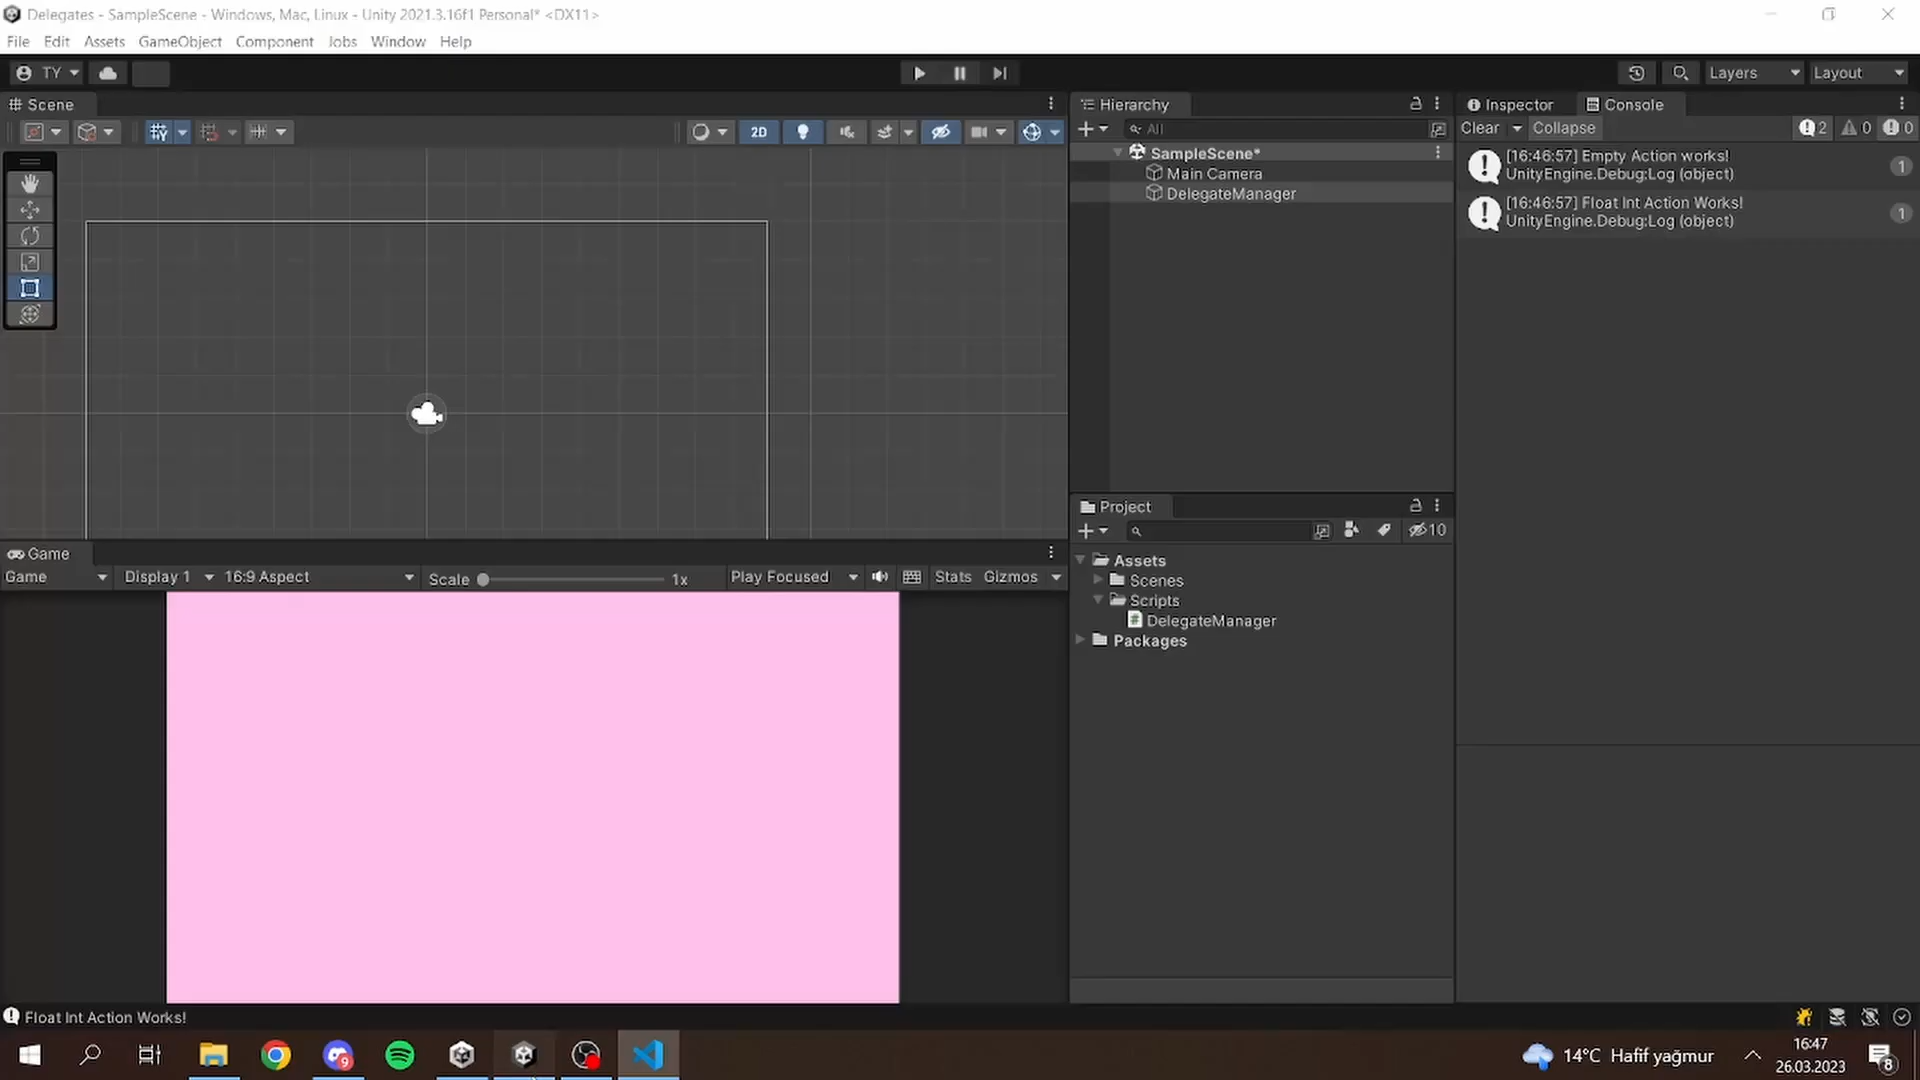 Delegates - SampleScene - Windows, Mac, Linux - Unity 2021.3.16f1 Personal* <DX11>
File Edit Assets GameObject Component Jobs Window Help
TY Layers Layout
Scene
2D
Hierarchy
All
SampleScene*
Main Camera
DelegateManager
Inspector Console
Clear Collapse 2 0 0
[16:46:57] Empty Action works!
UnityEngine.Debug:Log (object)
1
[16:46:57] Float Int Action Works!
UnityEngine.Debug:Log (object)
1
Project
10
Assets
Scenes
Scripts
DelegateManager
Packages
Game
Game Display 1 16:9 Aspect Scale 1x Play Focused Stats Gizmos
Float Int Action Works!
9
14°C Hafif yağmur
16:47
26.03.2023
8